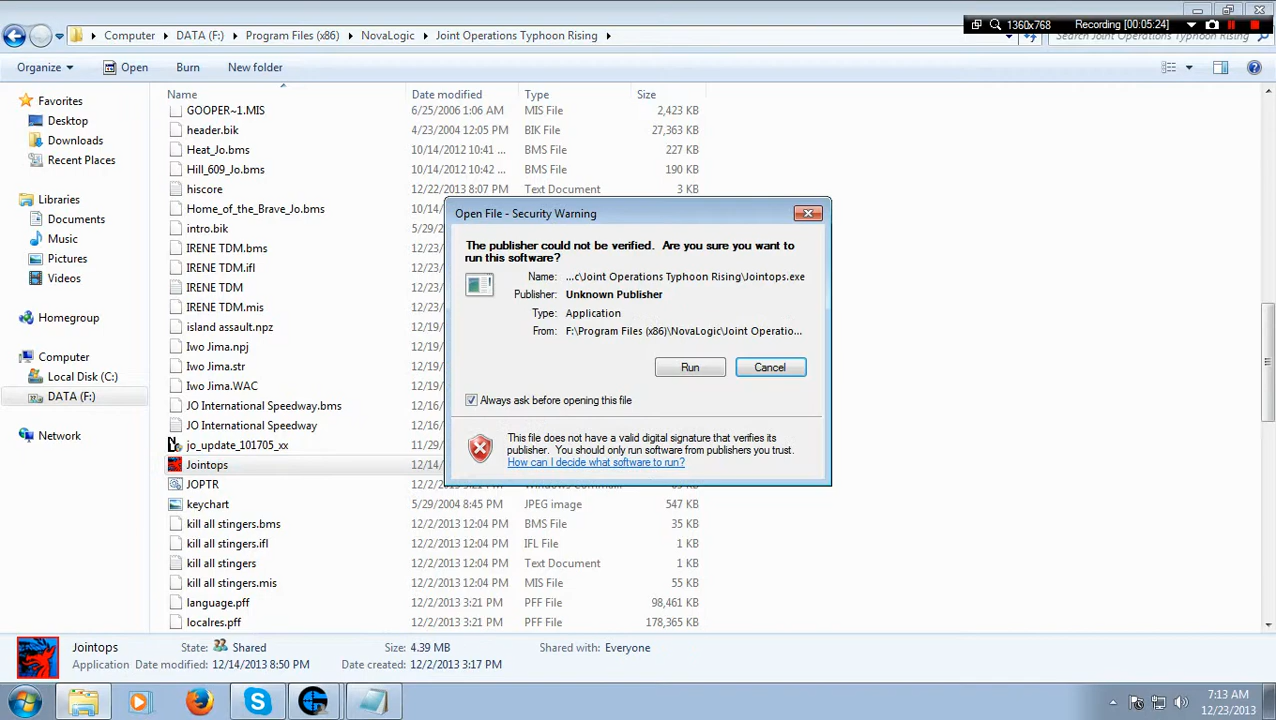 1360x768
Recording [00:05:24]
Computer
DATA (F:)
Program Files (x86)
NovaLogic
Joint Operations Typhoon Rising
Search Joint Operations Typhoon Rising
Organize
Open
Burn
New folder
Favorites
Desktop
Downloads
Recent Places
Libraries
Documents
Music
Pictures
Videos
Homegroup
Computer
Local Disk (C:)
DATA (F:)
Network
Name
Date modified
Type
Size
GOOPER~1.MIS 6/25/2006 1:06 AM MIS File 2,423 KB
header.bik 4/23/2004 12:05 PM BIK File 27,363 KB
Heat_Jo.bms 10/14/2012 10:41 ... BMS File 227 KB
Hill_609_Jo.bms 10/14/2012 10:42 ... BMS File 190 KB
hiscore 12/22/2013 8:07 PM Text Document 3 KB
Home_of_the_Brave_Jo.bms 10/14
intro.bik 5/29
IRENE TDM.bms 12/23
IRENE TDM.ifl 12/23
IRENE TDM 12/23
IRENE TDM.mis 12/23
island assault.npz 12/19
Iwo Jima.npj 12/19
Iwo Jima.str 12/19
Iwo Jima.WAC 12/19
JO International Speedway.bms 12/16
JO International Speedway 12/16
jo_update_101705_xx 11/29
Jointops 12/14
JOPTR
keychart 5/29/2004 8:45 PM JPEG image 547 KB
kill all stingers.bms 12/2/2013 12:04 PM BMS File 35 KB
kill all stingers.ifl 12/2/2013 12:04 PM IFL File 1 KB
kill all stingers 12/2/2013 12:04 PM Text Document 1 KB
kill all stingers.mis 12/2/2013 12:04 PM MIS File 55 KB
language.pff 12/2/2013 3:21 PM PFF File 98,461 KB
localres.pff 12/2/2013 3:21 PM PFF File 178,365 KB
Open File - Security Warning
The publisher could not be verified. Are you sure you want to
run this software?
Name: ...c\Joint Operations Typhoon Rising\Jointops.exe
Publisher: Unknown Publisher
Type: Application
From: F:\Program Files (x86)\NovaLogic\Joint Operatio...
Run
Cancel
Always ask before opening this file
This file does not have a valid digital signature that verifies its
publisher. You should only run software from publishers you trust.
How can I decide what software to run?
Jointops State: Shared Size: 4.39 MB Shared with: Everyone
Application Date modified: 12/14/2013 8:50 PM Date created: 12/2/2013 3:17 PM
7:13 AM
12/23/2013